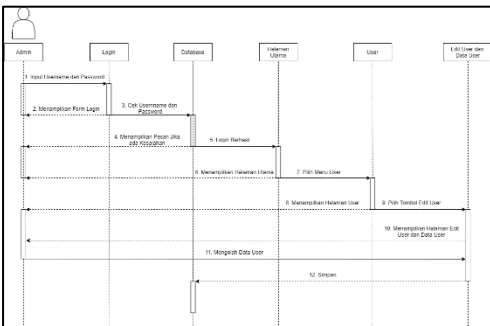 Admin
Login
Database
Halaman
Utama
User
Edit User dan
Data User
1. Input Username dan Password
2. Menampilkan Form Login
3. Cek Username dan
Password
4. Menampilkan Pesan Jika
ada Kesalahan
5. Login Berhasil
6. Menampilkan Halaman Utama
7. Pilih Menu User
8. Menampilkan Halaman User
9. Pilih Tombol Edit User
10. Menampilkan Halaman Edit
User dan Data User
11. Mengolah Data User
12. Simpan